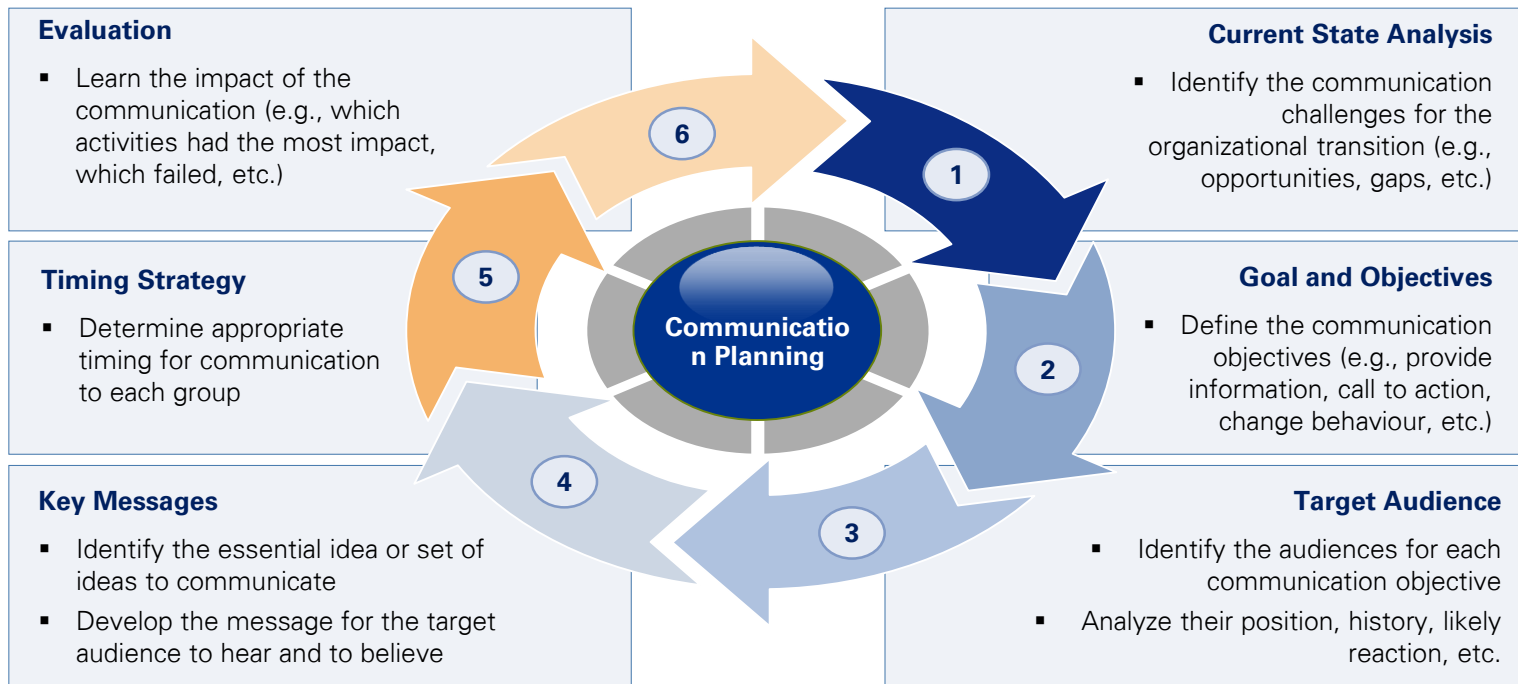 Evaluation
▪ Learn the impact of the
communication (e.g., which
activities had the most impact,
which failed, etc.)
6
Current State Analysis
▪ Identify the communication
challenges for the
organizational transition (e.g.,
opportunities, gaps, etc.)
1
Timing Strategy
▪ Determine appropriate
timing for communication
to each group
5
Communicatio
n Planning
Goal and Objectives
▪ Define the communication
objectives (e.g., provide
information, call to action,
change behaviour, etc.)
2
Key Messages
▪ Identify the essential idea or set of
ideas to communicate
▪ Develop the message for the target
audience to hear and to believe
4
3
Target Audience
▪ Identify the audiences for each
communication objective
▪ Analyze their position, history, likely
reaction, etc.